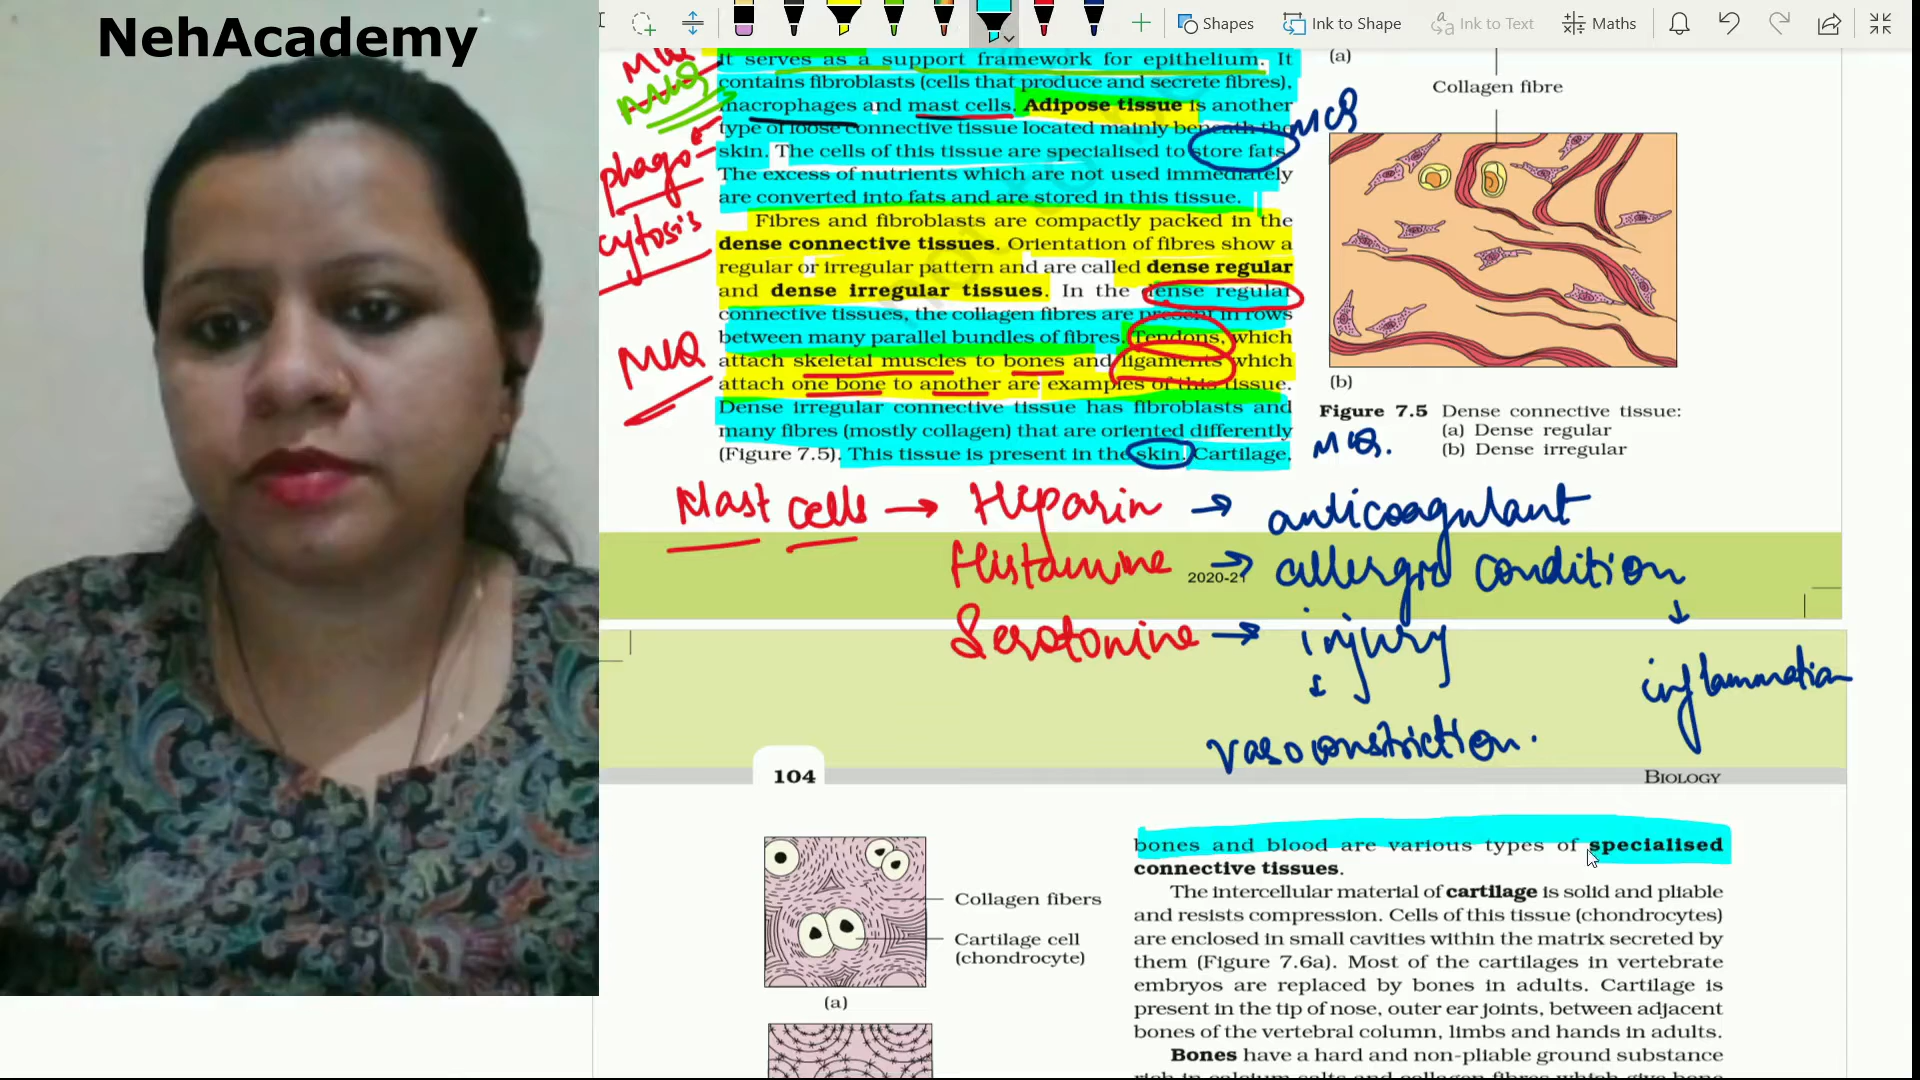 NehAcademy
Shapes
Ink to Shape
Ink to Text
Maths
It serves as a support framework for epithelium. It
contains fibroblasts (cells that produce and secrete fibres),
macrophages and mast cells. Adipose tissue is another
type of loose connective tissue located mainly beneath the
skin. The cells of this tissue are specialised to store fats.
The excess of nutrients which are not used immediately
are converted into fats and are stored in this tissue.
Fibres and fibroblasts are compactly packed in the
dense connective tissues. Orientation of fibres show a
regular or irregular pattern and are called dense regular
and dense irregular tissues. In the dense regular
connective tissues, the collagen fibres are present in rows
between many parallel bundles of fibres. Tendons, which
attach skeletal muscles to bones and ligaments which
attach one bone to another are examples of this tissue.
Dense irregular connective tissue has fibroblasts and
many fibres (mostly collagen) that are oriented differently
(Figure 7.5). This tissue is present in the skin. Cartilage,
phago
cytosis
MCQ
MCQ
(a)
Collagen fibre
(b)
Figure 7.5 Dense connective tissue:
(a) Dense regular
(b) Dense irregular
MCQ.
Mast cells → Heparin → anticoagulant
Histamine → allergic condition
2020-21
↓
Serotonine → injury
↓
inflammation
vasoconstriction.
104
BIOLOGY
Collagen fibers
Cartilage cell
(chondrocyte)
(a)
bones and blood are various types of specialised
connective tissues.
The intercellular material of cartilage is solid and pliable
and resists compression. Cells of this tissue (chondrocytes)
are enclosed in small cavities within the matrix secreted by
them (Figure 7.6a). Most of the cartilages in vertebrate
embryos are replaced by bones in adults. Cartilage is
present in the tip of nose, outer ear joints, between adjacent
bones of the vertebral column, limbs and hands in adults.
Bones have a hard and non-pliable ground substance
rich in calcium salts and collagen fibres which give bone